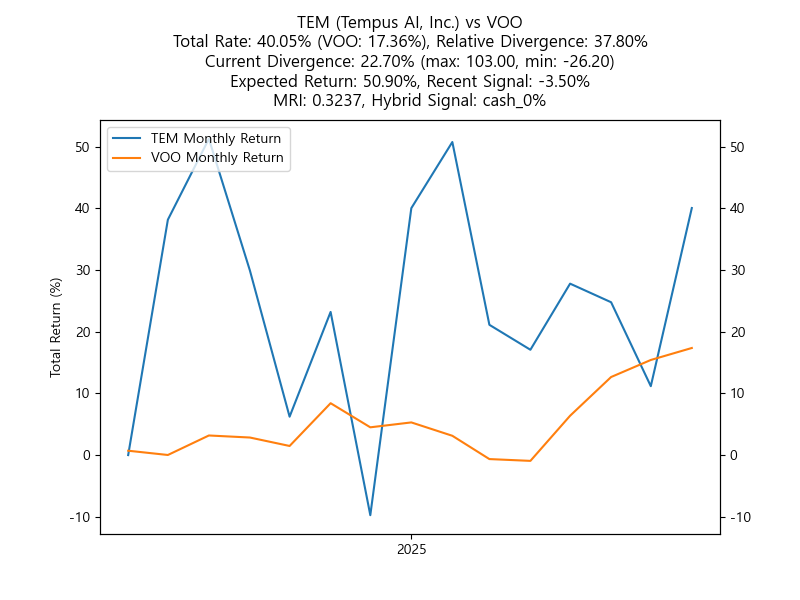 TEM (Tempus AI, Inc.) vs VOO
Total Rate: 40.05% (VOO: 17.36%), Relative Divergence: 37.80%
Current Divergence: 22.70% (max: 103.00, min: -26.20)
Expected Return: 50.90%, Recent Signal: -3.50%
MRI: 0.3237, Hybrid Signal: cash_0%
TEM Monthly Return
VOO Monthly Return
Total Return (%)
50
40
30
20
10
0
-10
50
40
30
20
10
0
-10
2025